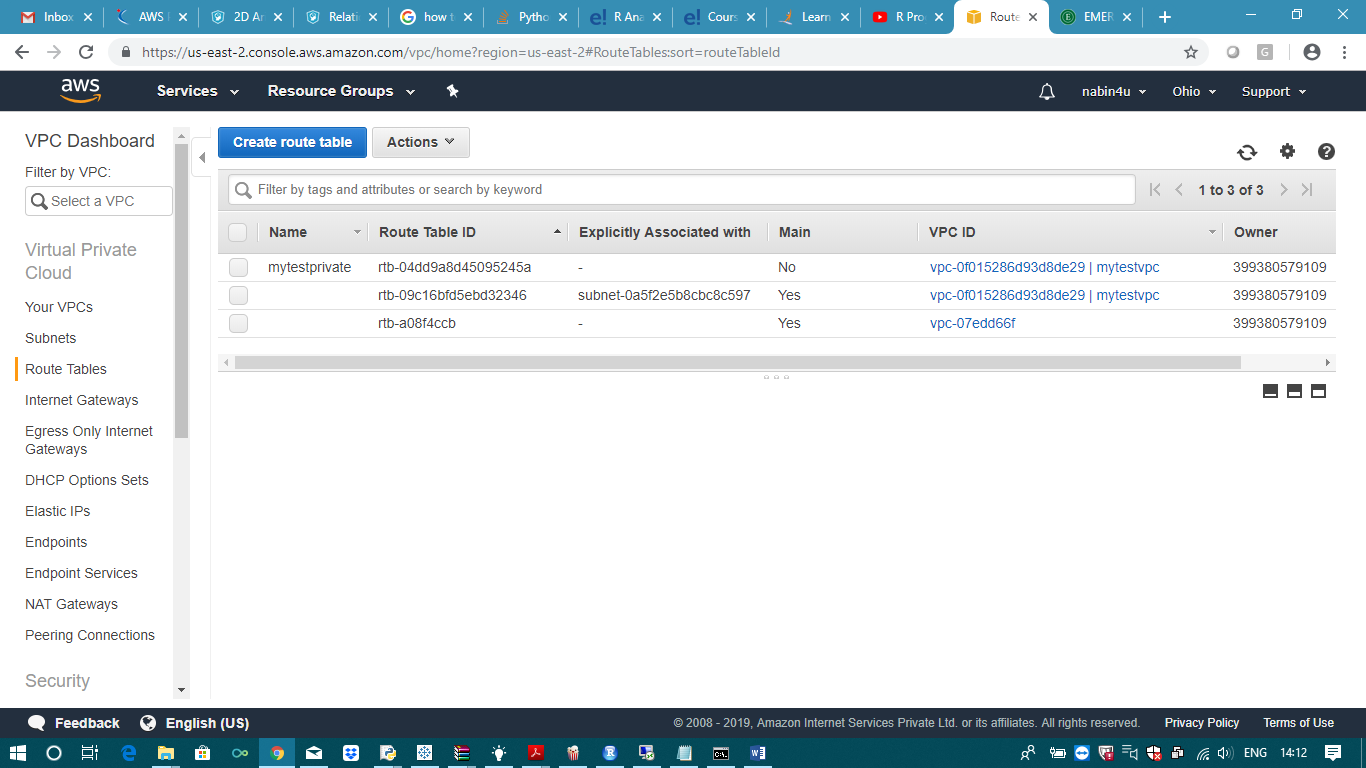 Inbox
AWS
2D Ar
Relati
how t
Pytho
R Ana
Cours
Learn
R Pro
Route
EMER
https://us-east-2.console.aws.amazon.com/vpc/home?region=us-east-2#RouteTables:sort=routeTableId
G
aws Services Resource Groups nabin4u Ohio Support
VPC Dashboard
Filter by VPC:
Select a VPC
Virtual Private
Cloud
Your VPCs
Subnets
Route Tables
Internet Gateways
Egress Only Internet
Gateways
DHCP Options Sets
Elastic IPs
Endpoints
Endpoint Services
NAT Gateways
Peering Connections
Security
Create route table Actions
Filter by tags and attributes or search by keyword
1 to 3 of 3
Name Route Table ID Explicitly Associated with Main VPC ID Owner
mytestprivate rtb-04dd9a8d45095245a - No vpc-0f015286d93d8de29 | mytestvpc 399380579109
rtb-09c16bfd5ebd32346 subnet-0a5f2e5b8cbc8c597 Yes vpc-0f015286d93d8de29 | mytestvpc 399380579109
rtb-a08f4ccb - Yes vpc-07edd66f 399380579109
Feedback English (US) © 2008 - 2019, Amazon Internet Services Private Ltd. or its affiliates. All rights reserved. Privacy Policy Terms of Use
ENG 14:12